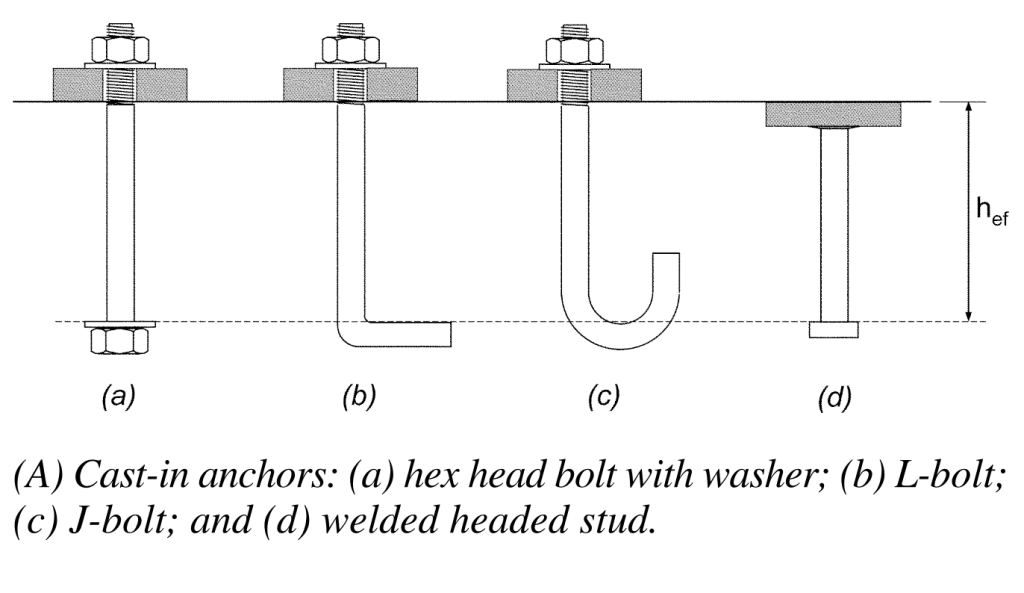 h_ef
(a) (b) (c) (d)
(A) Cast-in anchors: (a) hex head bolt with washer; (b) L-bolt;
(c) J-bolt; and (d) welded headed stud.